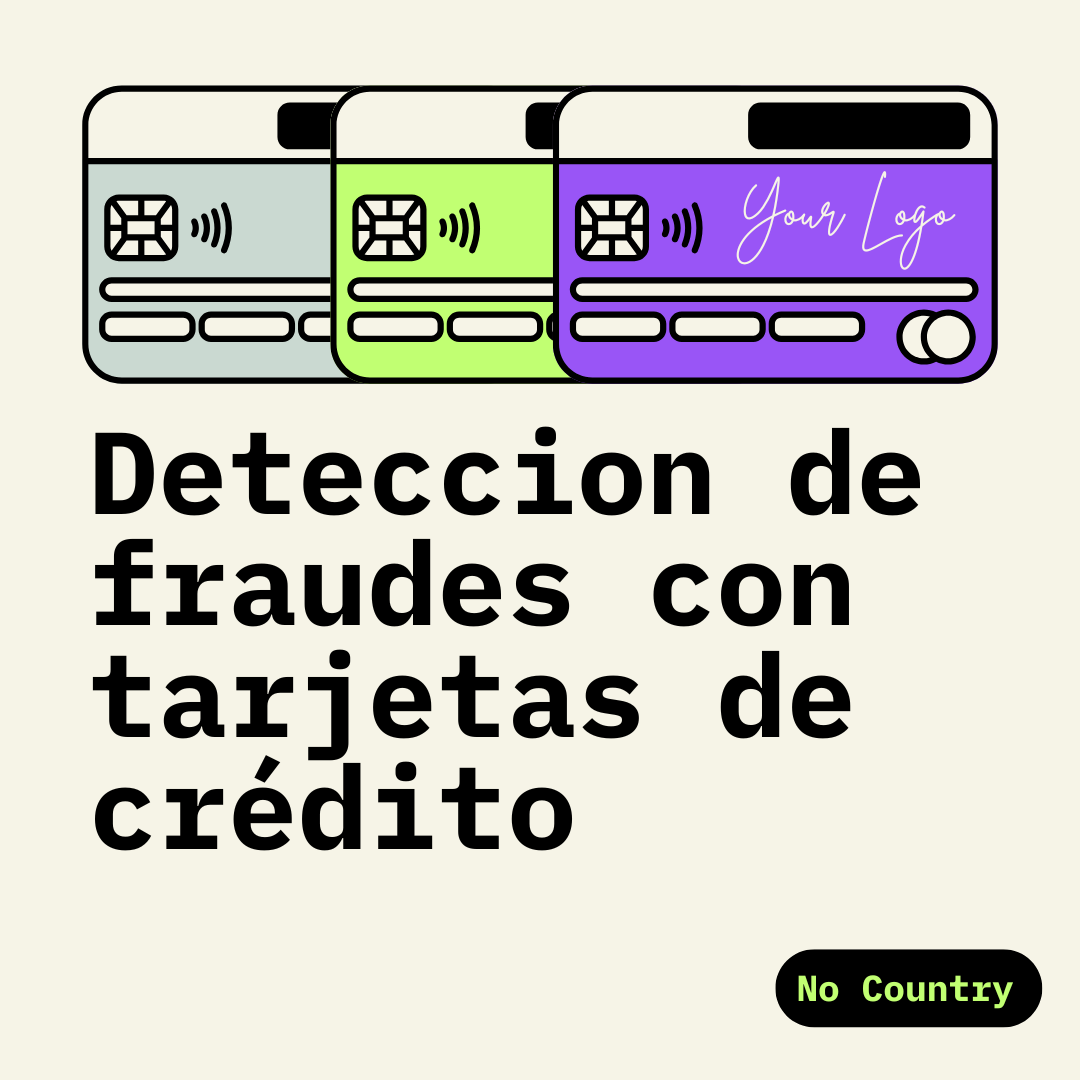 Your Logo
Deteccion de
fraudes con
tarjetas de
crédito
No Country